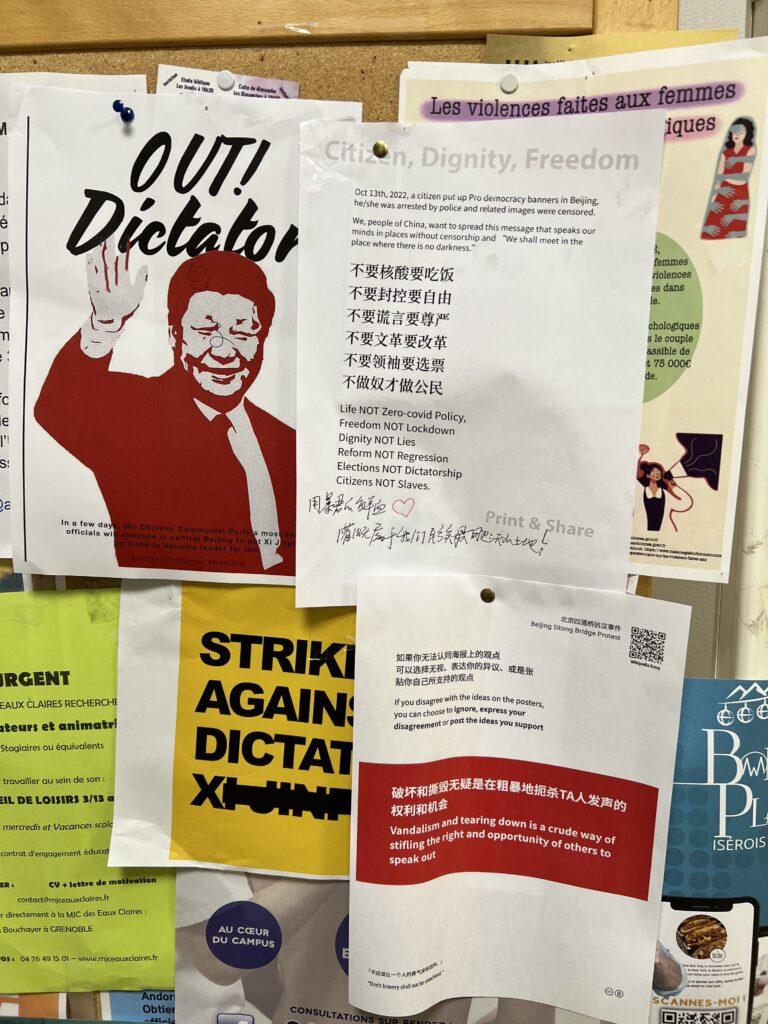 Etude biblique
Les Jeudis à 18h30
Culte de dimanche
OUT!
Dictator
In a few days, the Chinese Communist Party's most
officials will convene in central Beijing to put Xi Jinpi
on track to become leader for life
Citizen, Dignity, Freedom
Oct 13th, 2022, a citizen put up Pro democracy banners in Beijing,
he/she was arrested by police and related images were censored.
We, people of China, want to spread this message that speaks our
minds in places without censorship and “We shall meet in the
place where there is no darkness.”
不要核酸要吃饭
不要封控要自由
不要谎言要尊严
不要文革要改革
不要领袖要选票
不做奴才做公民
Life NOT Zero-covid Policy,
Freedom NOT Lockdown
Dignity NOT Lies
Reform NOT Regression
Elections NOT Dictatorship
Citizens NOT Slaves.
用暴君的鲜血
Print & Share
Les violences faites aux femmes
iques
femmes
violences
es dans
ie.
chologiques
s le couple
assible de
et 75 000€
de.
URGENT
EAUX CLAIRES RECHERCHE
ateurs et animatri
Stagiaires ou équivalents
travailler au sein de son :
EIL DE LOISIRS 3/13 a
mercredis et Vacances scola
contrat d'engagement éducat
CV + lettre de motivation
contact@mjceauxclaires.fr
r directement à la MJC des Eaux Claires :
Bouchayer à GRENOBLE
04 76 49 15 01 – www.mjceauxclaires.fr
STRIKE
AGAINS
DICTAT
XI JINP
北京四通桥抗议事件
Beijing Sitong Bridge Protest
Wikipedia Entry
如果你无法认同海报上的观点
可以选择无视、表达你的异议、或是张
贴你自己所支持的观点
If you disagree with the ideas on the posters,
you can choose to ignore, express your
disagreement or post the ideas you support
破坏和撕毁无疑是在粗暴地扼杀TA人发声的
权利和机会
Vandalism and tearing down is a crude way of
stifling the right and opportunity of others to
speak out
「不应该让一个人的勇气没有回声。」
"One's bravery shall not be unechoed."
AU CŒUR
DU CAMPUS
CONSULTATIONS SUR RENDEZ
Andor
Obtie
ISÉROIS
SCANNES-MOI !